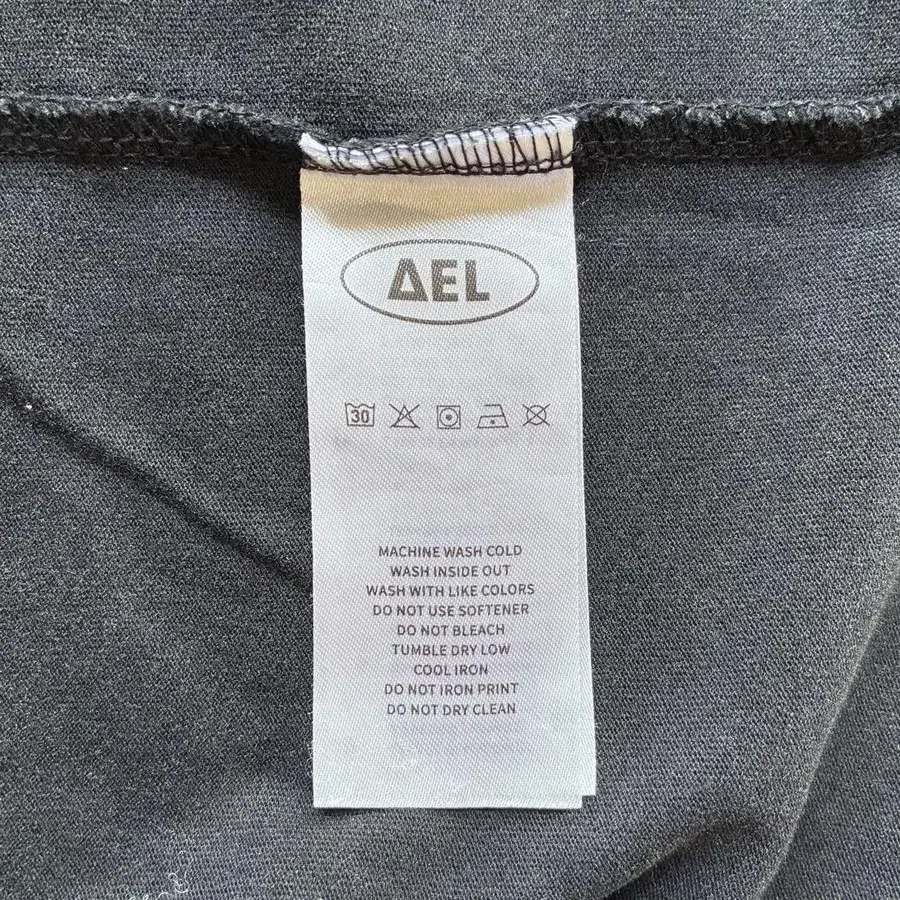 ΔEL
30
MACHINE WASH COLD
WASH INSIDE OUT
WASH WITH LIKE COLORS
DO NOT USE SOFTENER
DO NOT BLEACH
TUMBLE DRY LOW
COOL IRON
DO NOT IRON PRINT
DO NOT DRY CLEAN